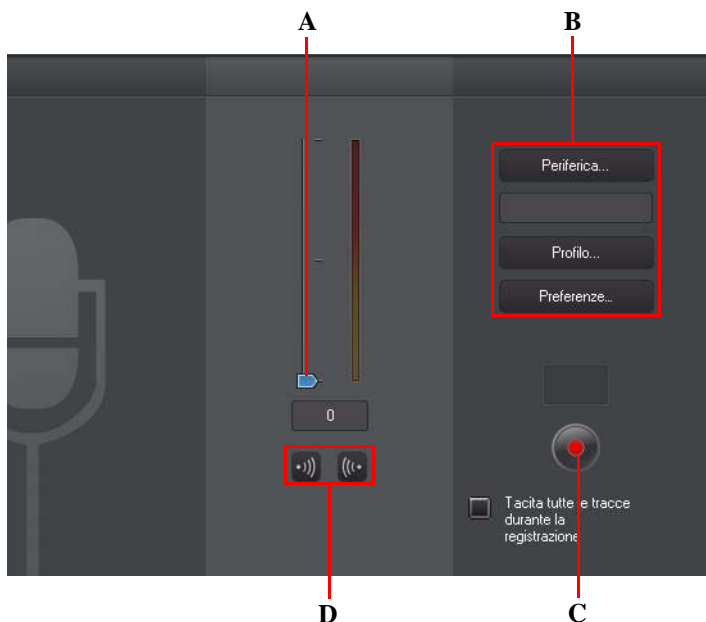 A
B
Periferica...
Profilo...
Preferenze...
0
Tacita tutte le tracce
durante la
registrazione
D
C